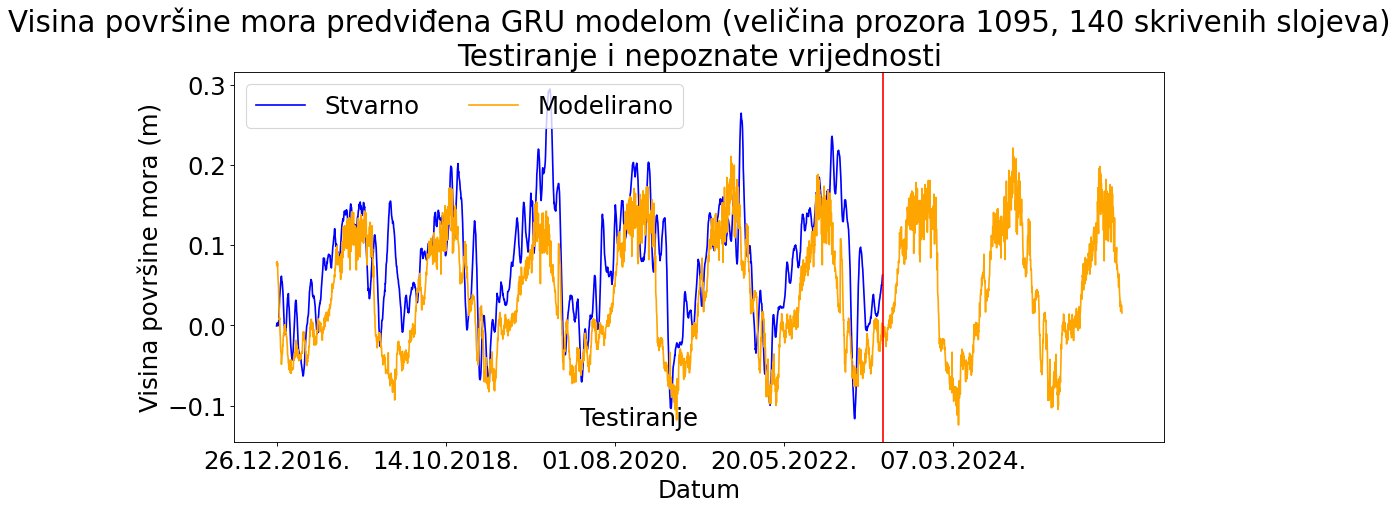 Visina površine mora predviđena GRU modelom (veličina prozora 1095, 140 skrivenih slojeva)
Testiranje i nepoznate vrijednosti
Stvarno
Modelirano
Visina površine mora (m)
0.3
0.2
0.1
0.0
−0.1
Testiranje
26.12.2016.
14.10.2018.
01.08.2020.
20.05.2022.
07.03.2024.
Datum